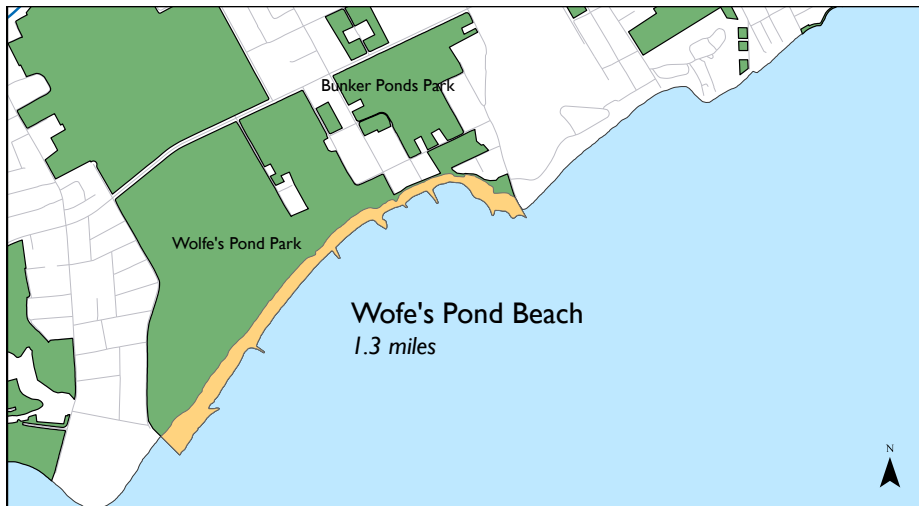 Bunker Ponds Park
Wolfe's Pond Park
Wofe's Pond Beach
1.3 miles
N